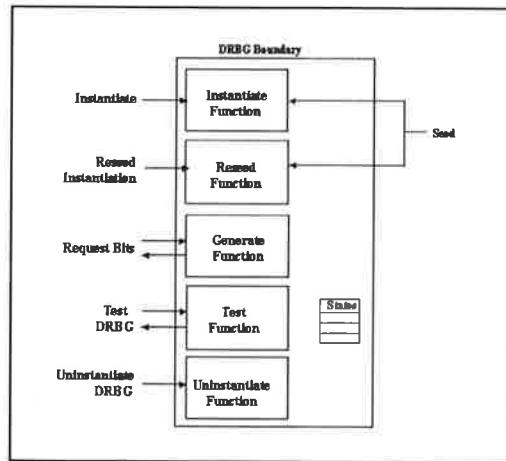 DRBG Boundary
Instantiate
Instantiate
Function
Seed
Reseed
Instantiation
Reseed
Function
Request Bits
Generate
Function
Test
DRBG
Test
Function
States
Uninstantiate
DRBG
Uninstantiate
Function